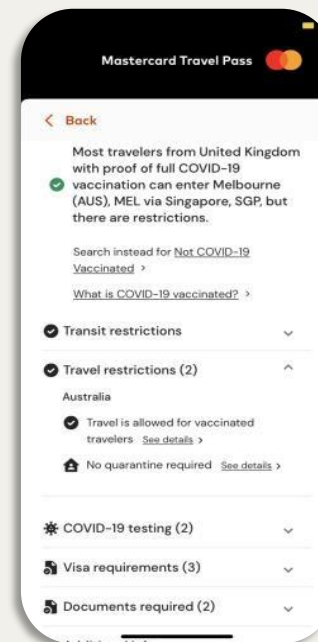 Mastercard Travel Pass
Back
Most travelers from United Kingdom
with proof of full COVID-19
vaccination can enter Melbourne
(AUS), MEL via Singapore, SGP, but
there are restrictions.
Search instead for Not COVID-19
Vaccinated >
What is COVID-19 vaccinated? >
Transit restrictions
Travel restrictions (2)
Australia
Travel is allowed for vaccinated
travelers See details >
No quarantine required See details >
COVID-19 testing (2)
Visa requirements (3)
Documents required (2)